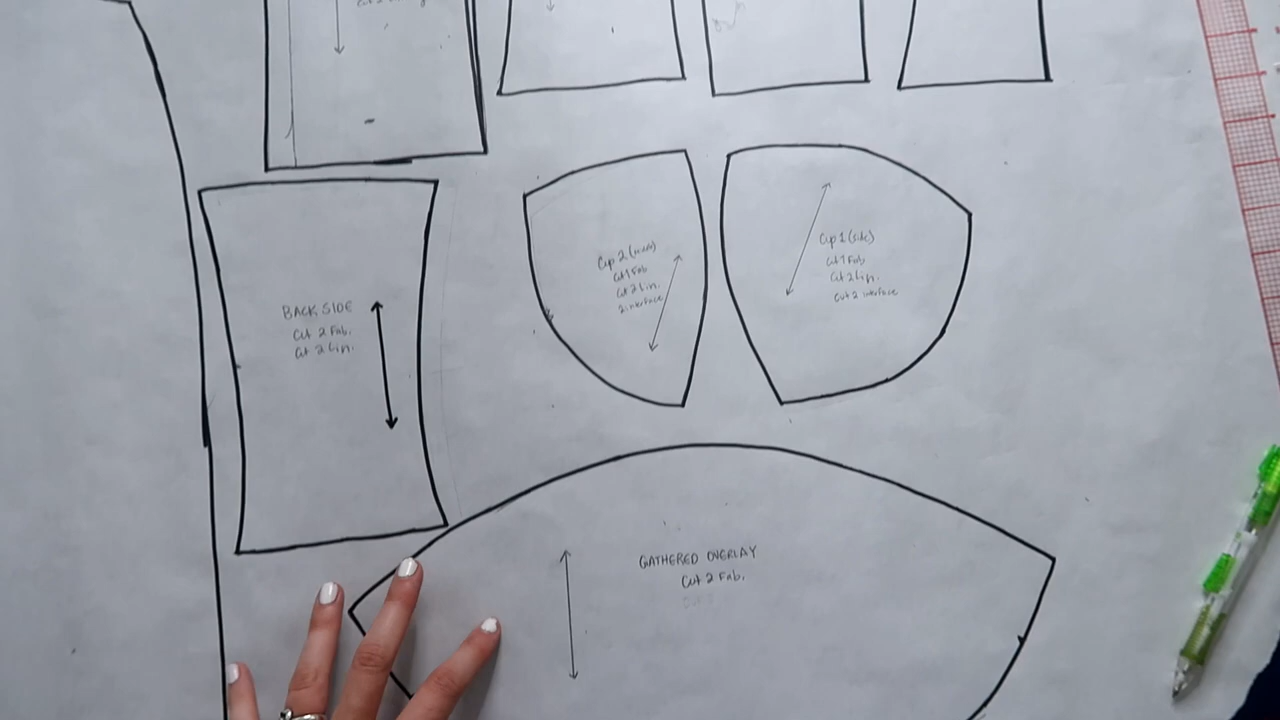 BACK SIDE
Cut 2 Fab.
Cut 2 Lin.
Cup 2
Cut 1 Fab
Cut 2 Lin.
2 interface
Cup 1 (side)
Cut 1 Fab
Cut 2 Lin.
Cut 2 interface
GATHERED OVERLAY
Cut 2 Fab.